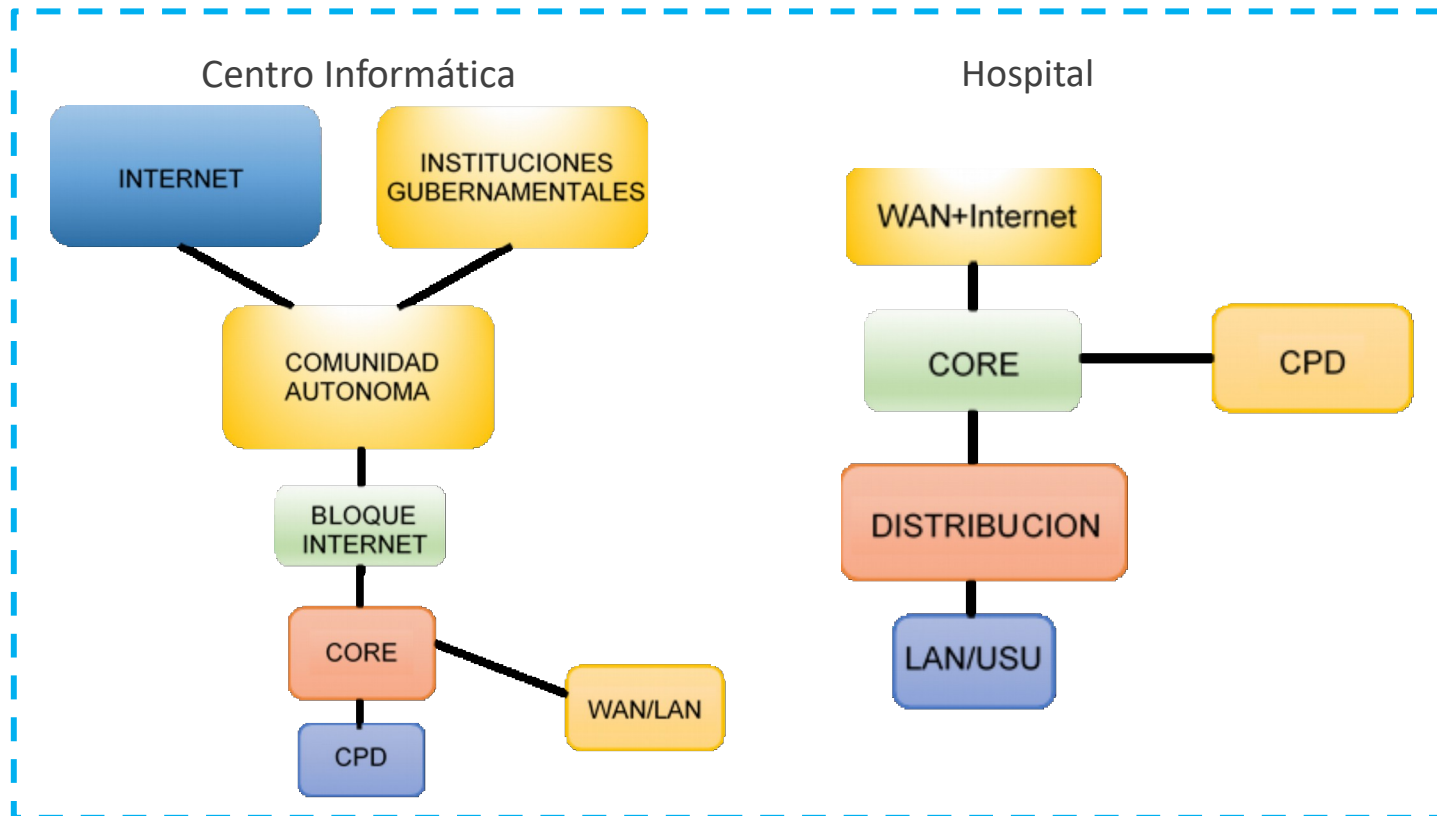 Centro Informática
INTERNET
INSTITUCIONES
GUBERNAMENTALES
COMUNIDAD
AUTONOMA
BLOQUE
INTERNET
CORE
WAN/LAN
CPD
Hospital
WAN+Internet
CORE
CPD
DISTRIBUCION
LAN/USU